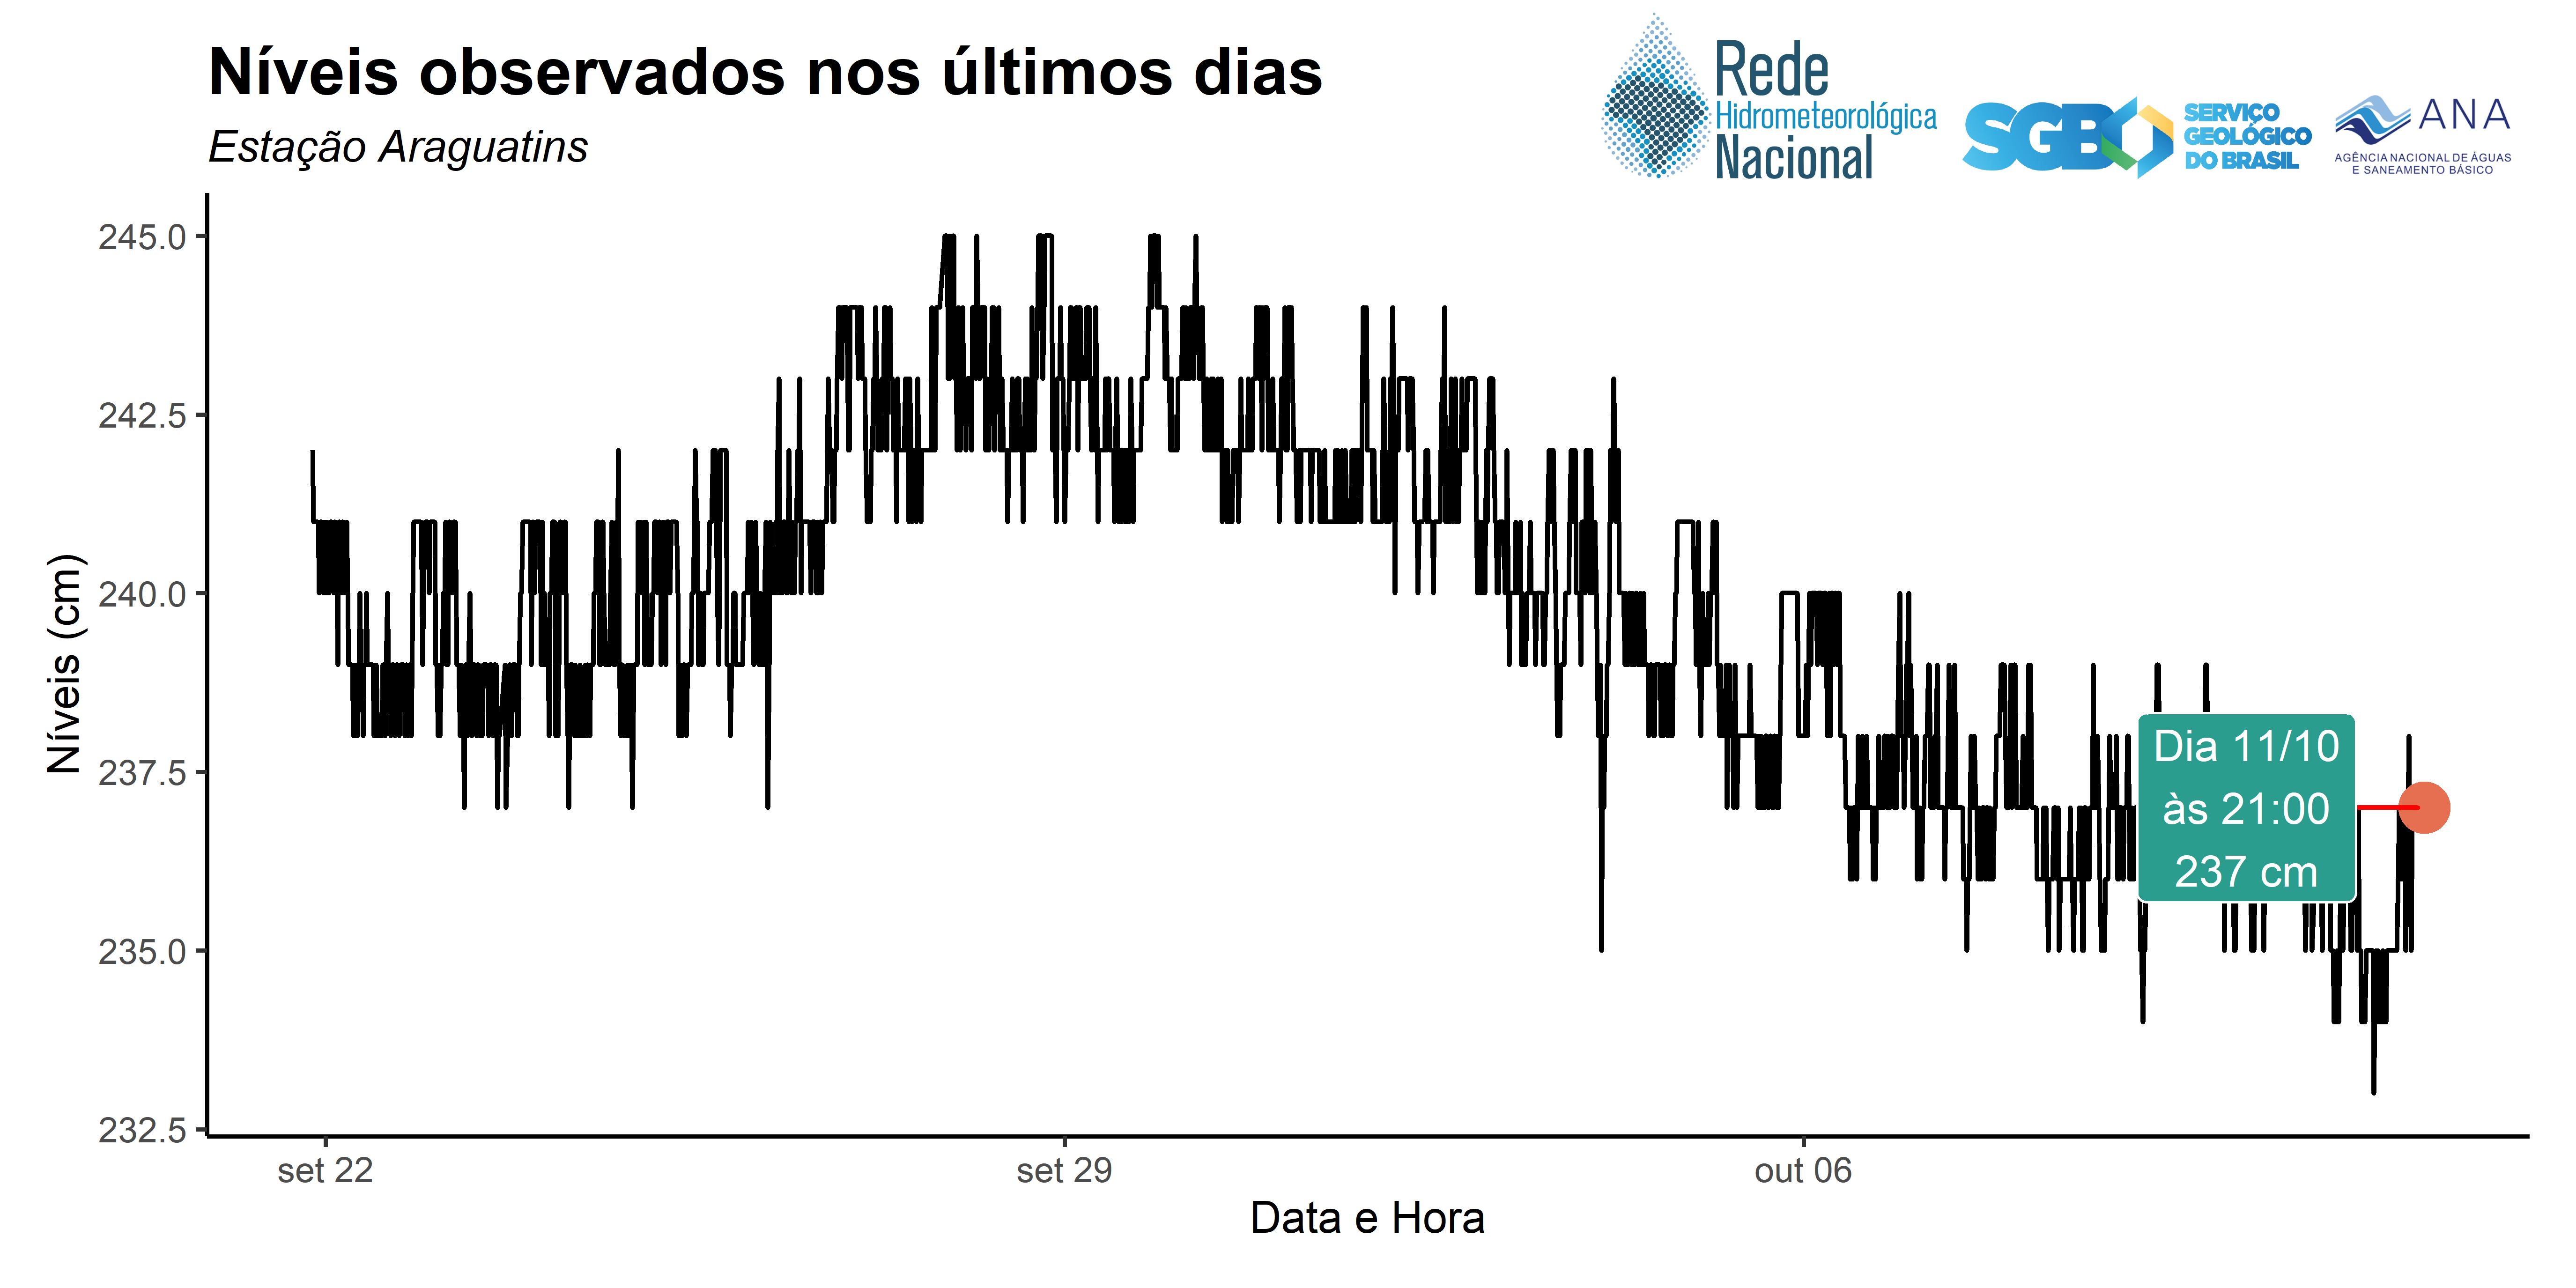 Níveis observados nos últimos dias
Estação Araguatins
Rede
Hidrometeorológica
Nacional
SGB
SERVIÇO
GEOLÓGICO
DO BRASIL
ANA
AGÊNCIA NACIONAL DE ÁGUAS
E SANEAMENTO BÁSICO
Níveis (cm)
245.0
242.5
240.0
237.5
235.0
232.5
Dia 11/10
às 21:00
237 cm
set 22
set 29
out 06
Data e Hora